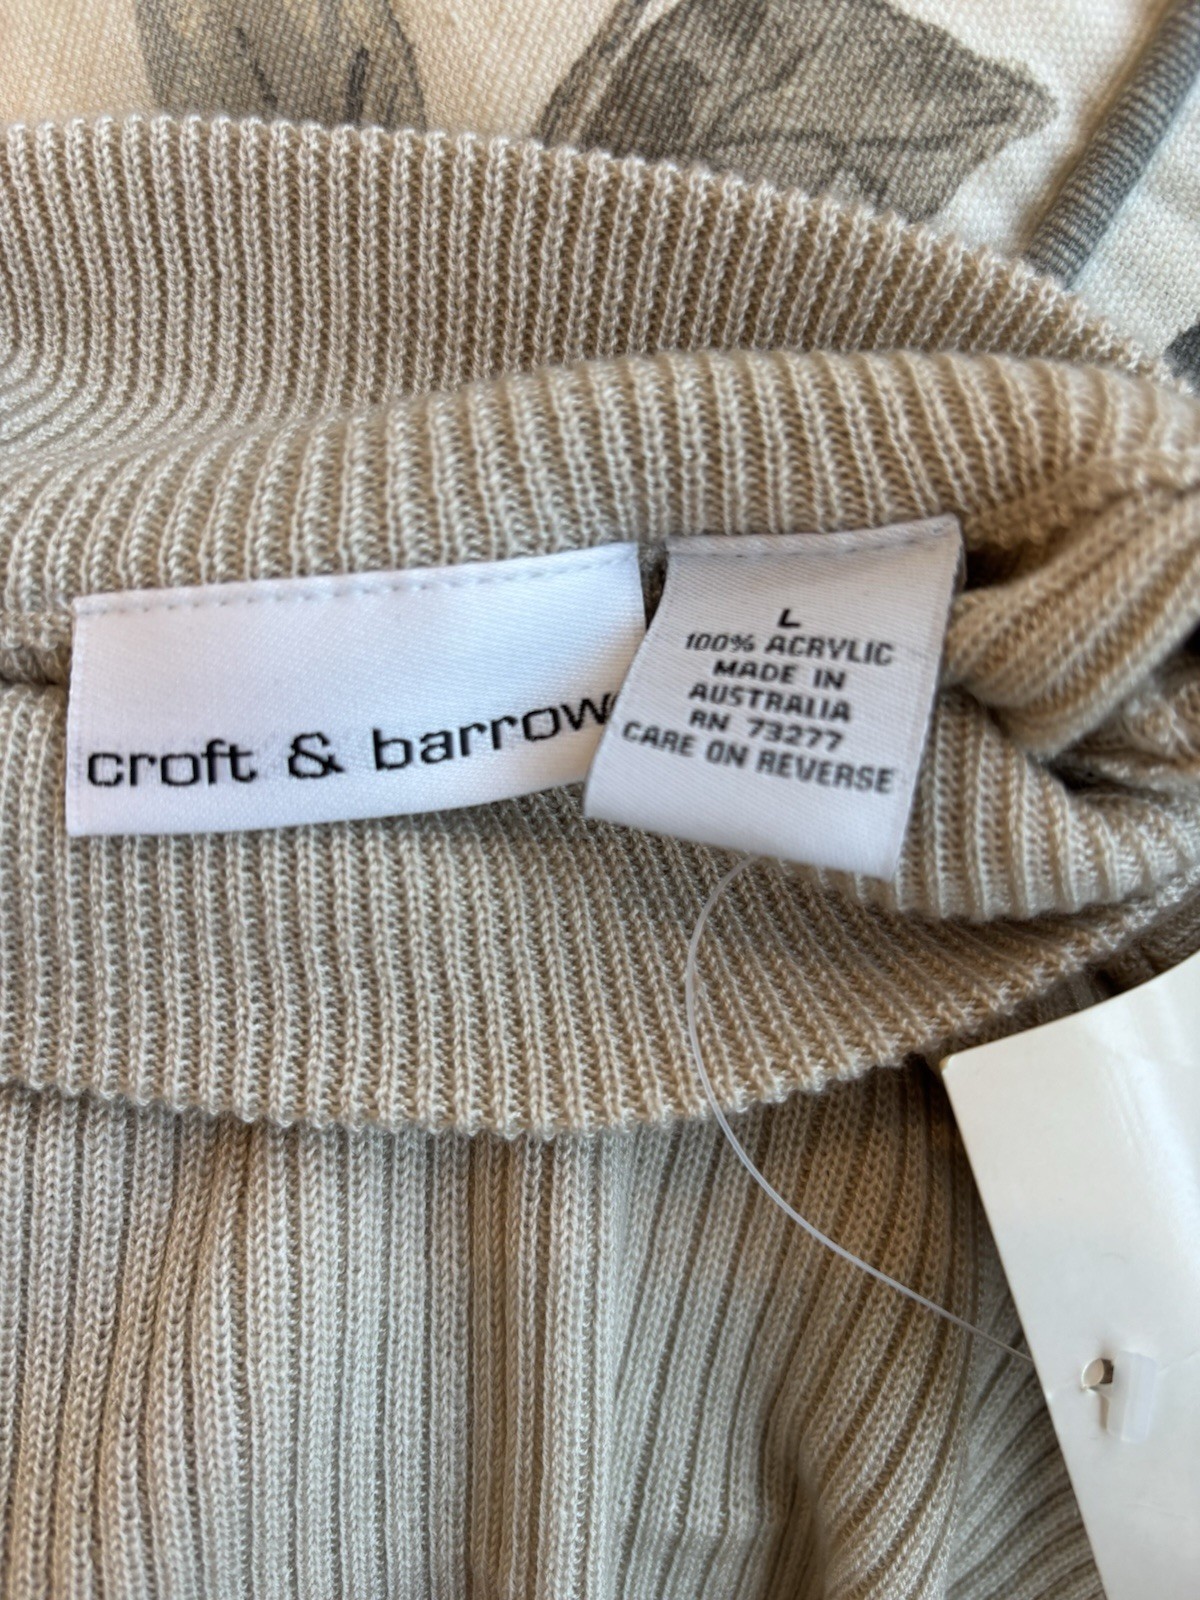 croft & barrow
L
100% ACRYLIC
MADE IN
AUSTRALIA
RN 73277
CARE ON REVERSE